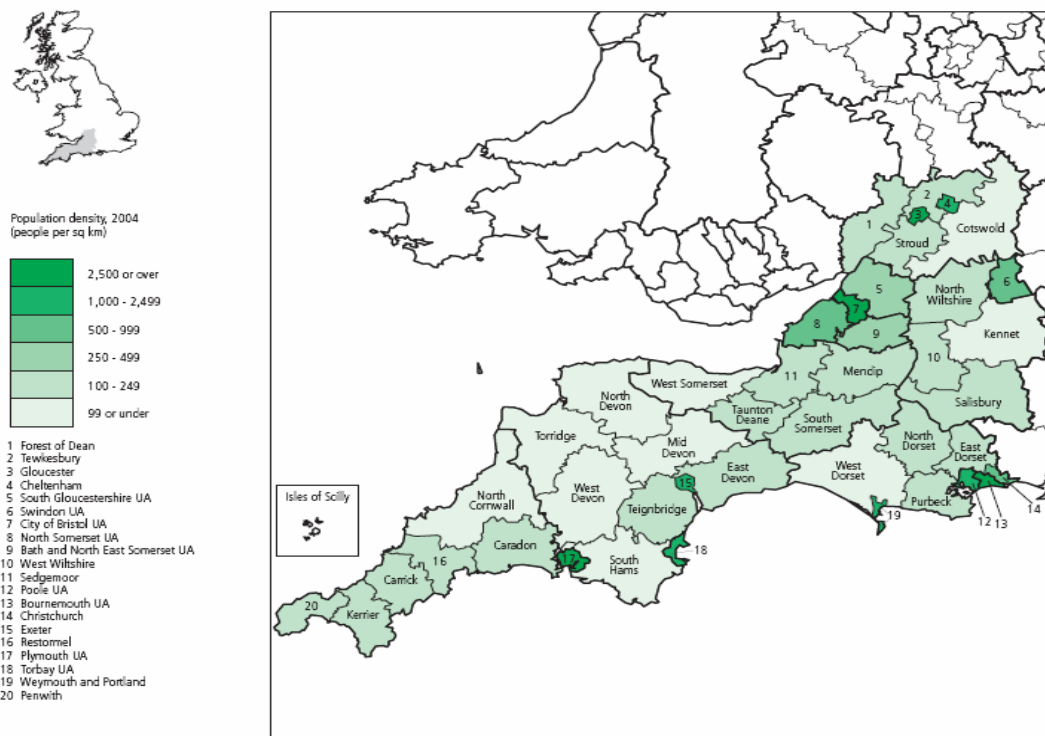 Population density, 2004
(people per sq km)
2,500 or over
1,000 - 2,499
500 - 999
250 - 499
100 - 249
99 or under
1 Forest of Dean
2 Tewkesbury
3 Gloucester
4 Cheltenham
5 South Gloucestershire UA
6 Swindon UA
7 City of Bristol UA
8 North Somerset UA
9 Bath and North East Somerset UA
10 West Wiltshire
11 Sedgemoor
12 Poole UA
13 Bournemouth UA
14 Christchurch
15 Exeter
16 Restormel
17 Plymouth UA
18 Torbay UA
19 Weymouth and Portland
20 Penwith
2
4
3
1
Cotswold
Stroud
5
6
North
Wiltshire
7
8
9
Kennet
10
11
Mendip
West Somerset
North
Devon
Taunton
Deane
Salisbury
South
Somerset
Torridge
Mid
Devon
North
Dorset
East
Dorset
East
Devon
West
Dorset
15
West
Devon
Purbeck
Isles of Scilly
North
Cornwall
Teignbridge
19
12
13
14
Caradon
18
17
South
Hams
16
Carrick
20
Kerrier